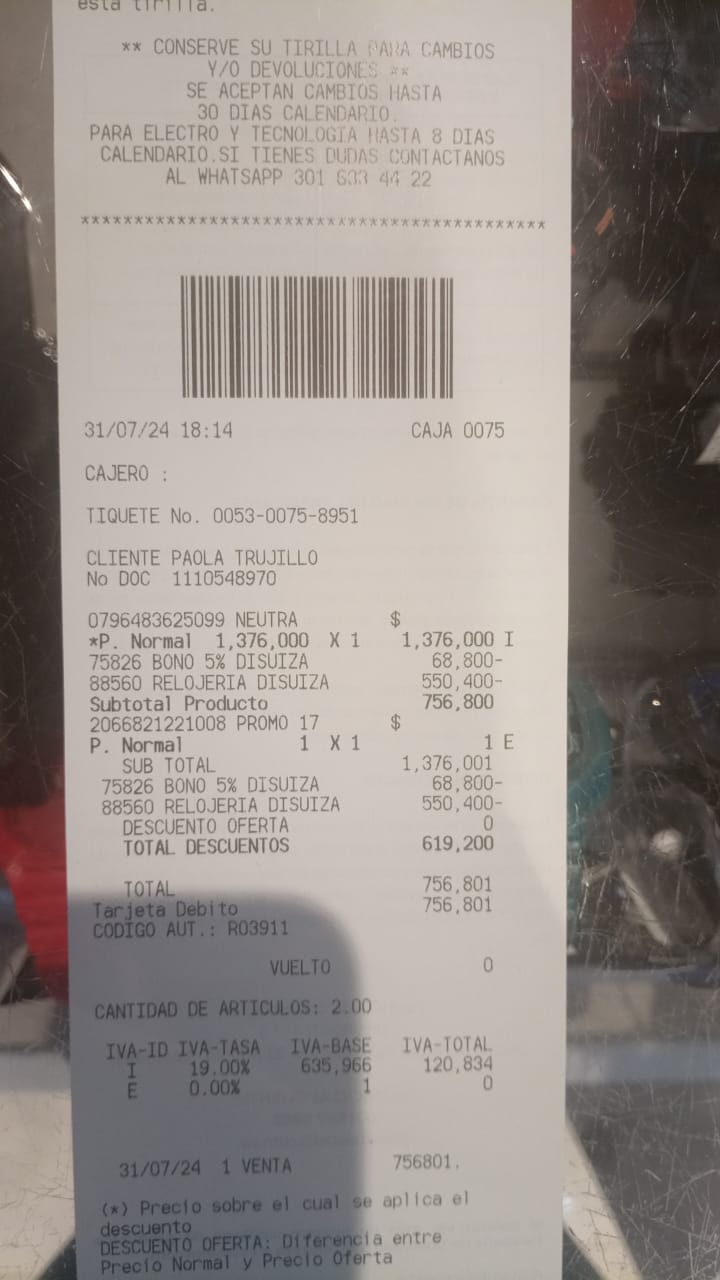 esta tirilla.
** CONSERVE SU TIRILLA PARA CAMBIOS
Y/O DEVOLUCIONES **
SE ACEPTAN CAMBIOS HASTA
30 DIAS CALENDARIO.
PARA ELECTRO Y TECNOLOGIA HASTA 8 DIAS
CALENDARIO.SI TIENES DUDAS CONTACTANOS
AL WHATSAPP 301 633 44 22
********************************************
31/07/24 18:14 CAJA 0075
CAJERO :
TIQUETE No. 0053-0075-8951
CLIENTE PAOLA TRUJILLO
No DOC 1110548970
0796483625099 NEUTRA $
*P. Normal 1,376,000 X 1 1,376,000 I
75826 BONO 5% DISUIZA 68,800-
88560 RELOJERIA DISUIZA 550,400-
Subtotal Producto 756,800
2066821221008 PROMO 17 $
P. Normal 1 X 1 1 E
SUB TOTAL 1,376,001
75826 BONO 5% DISUIZA 68,800-
88560 RELOJERIA DISUIZA 550,400-
DESCUENTO OFERTA 0
TOTAL DESCUENTOS 619,200
TOTAL 756,801
Tarjeta Debito 756,801
CODIGO AUT.: R03911
VUELTO 0
CANTIDAD DE ARTICULOS: 2.00
IVA-ID IVA-TASA IVA-BASE IVA-TOTAL
I 19.00% 635,966 120,834
E 0.00% 1 0
31/07/24 1 VENTA 756801.
(*) Precio sobre el cual se aplica el
descuento
DESCUENTO OFERTA: Diferencia entre
Precio Normal y Precio Oferta